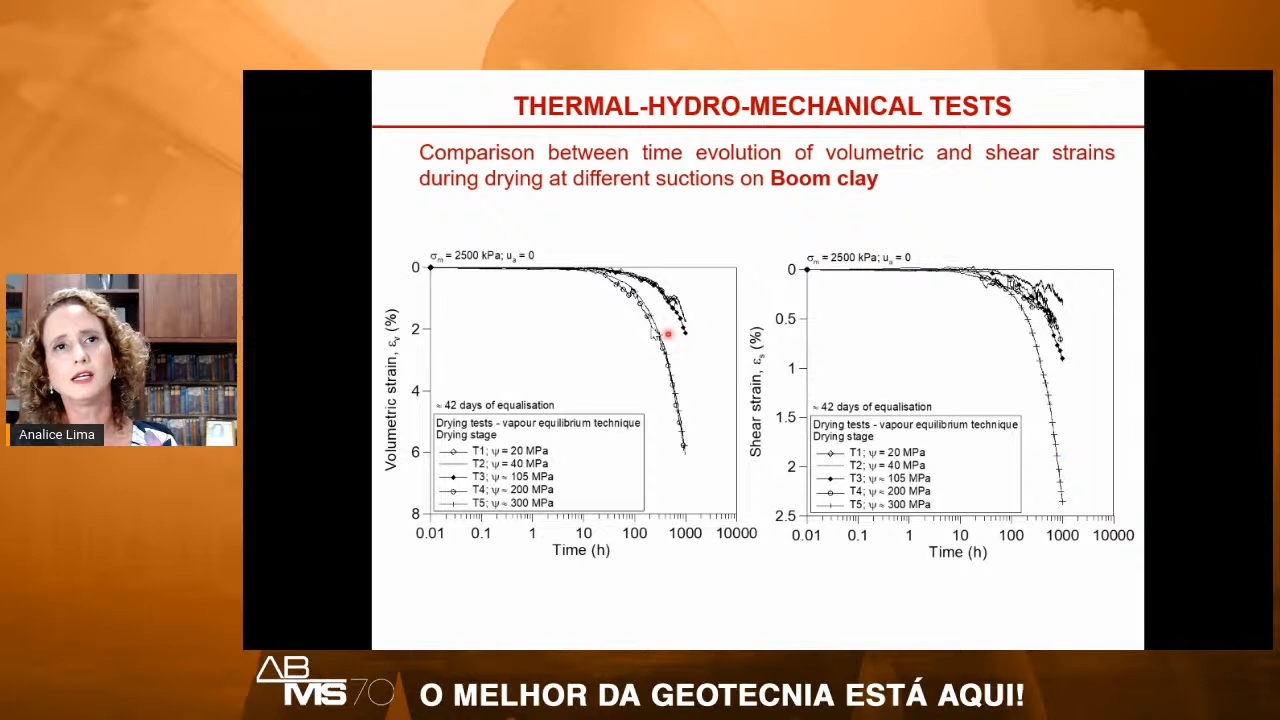 THERMAL-HYDRO-MECHANICAL TESTS
Comparison between time evolution of volumetric and shear strains
during drying at different suctions on Boom clay
σm = 2500 kPa; ua = 0
0
2
4
6
8
Volumetric strain, εv (%)
≈ 42 days of equalisation
Drying tests - vapour equilibrium technique
Drying stage
T1; ψ = 20 MPa
T2; ψ = 40 MPa
T3; ψ ≈ 105 MPa
T4; ψ ≈ 200 MPa
T5; ψ ≈ 300 MPa
0.01 0.1 1 10 100 1000 10000
Time (h)
σm = 2500 kPa; ua = 0
0
0.5
1
1.5
2
2.5
Shear strain, εs (%)
≈ 42 days of equalisation
Drying tests - vapour equilibrium technique
Drying stage
T1; ψ = 20 MPa
T2; ψ = 40 MPa
T3; ψ ≈ 105 MPa
T4; ψ ≈ 200 MPa
T5; ψ ≈ 300 MPa
0.01 0.1 1 10 100 1000 10000
Time (h)
Analice Lima
ABMS70
O MELHOR DA GEOTECNIA ESTÁ AQUI!